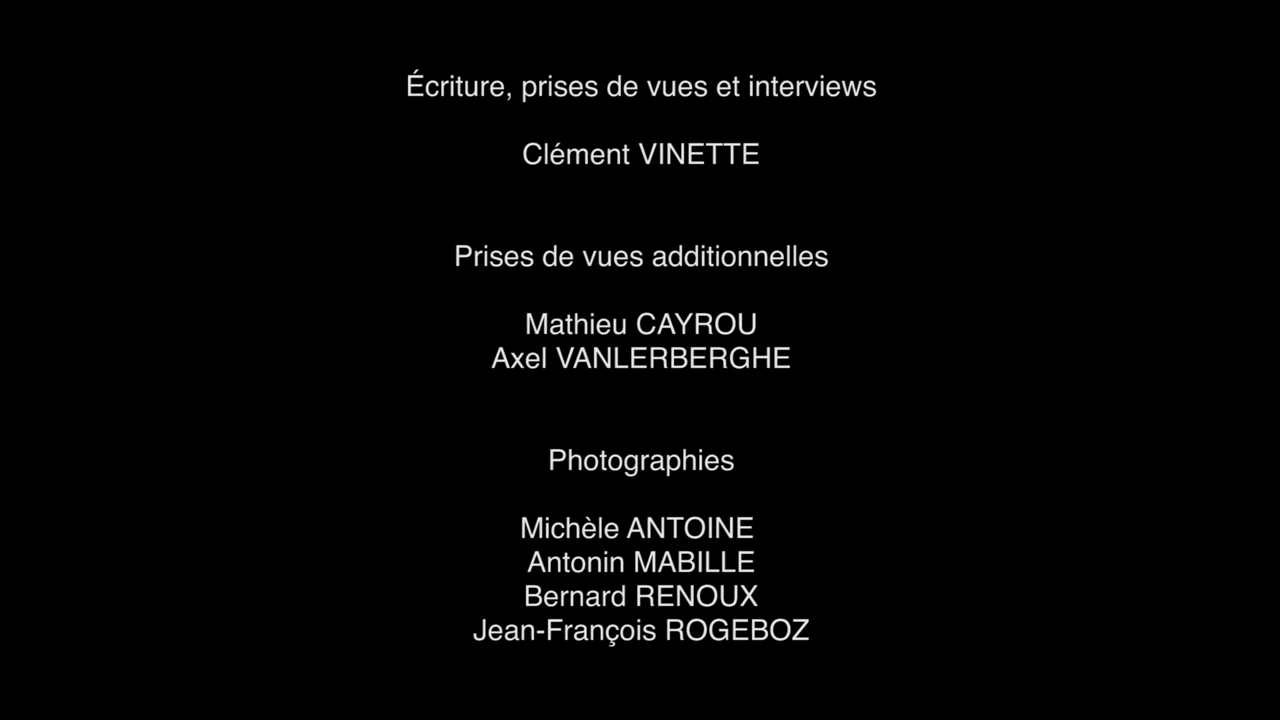 Écriture, prises de vues et interviews
Clément VINETTE
Prises de vues additionnelles
Mathieu CAYROU
Axel VANLERBERGHE
Photographies
Michèle ANTOINE
Antonin MABILLE
Bernard RENOUX
Jean-François ROGEBOZ